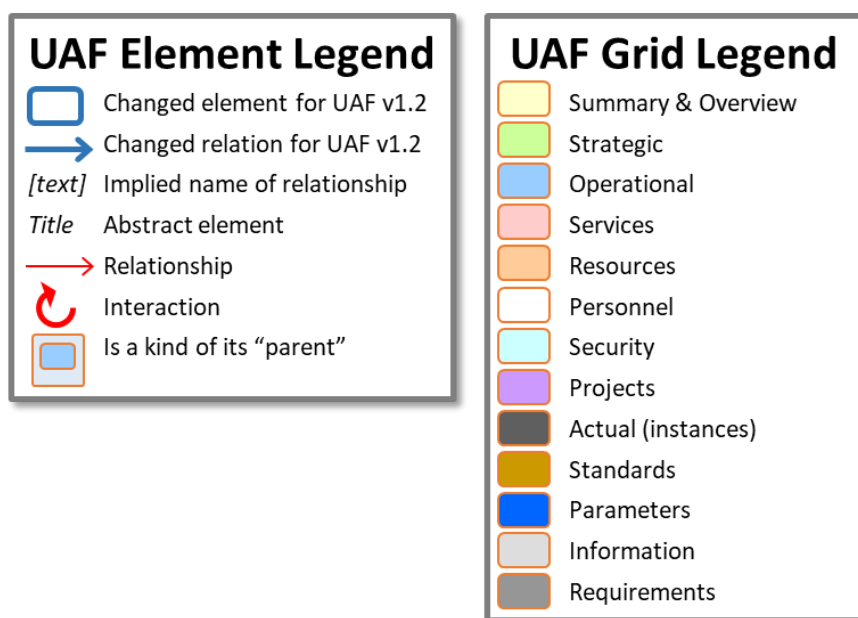 UAF Element Legend
Changed element for UAF v1.2
Changed relation for UAF v1.2
[text] Implied name of relationship
Title Abstract element
Relationship
Interaction
Is a kind of its “parent”
UAF Grid Legend
Summary & Overview
Strategic
Operational
Services
Resources
Personnel
Security
Projects
Actual (instances)
Standards
Parameters
Information
Requirements